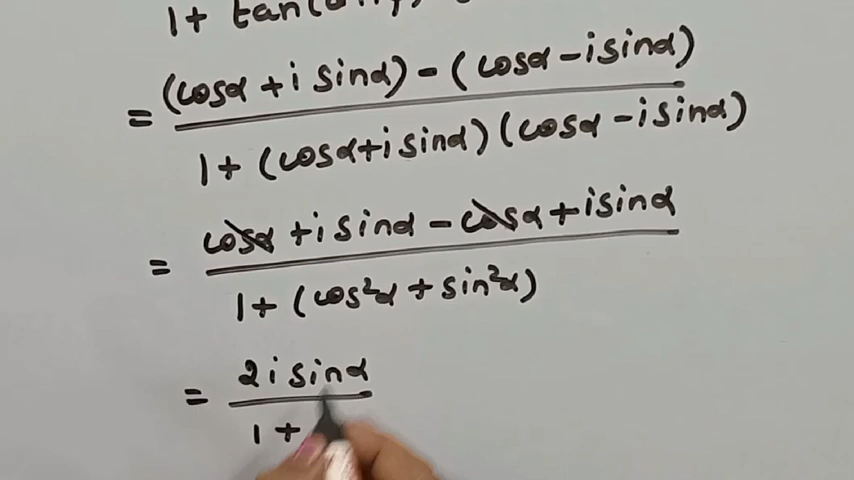 1 + tan(
= (cosα + i sinα) - (cosα - i sinα)
1 + (cosα + i sinα) (cosα - i sinα)
= cosα + i sinα - cosα + i sinα
1 + (cos²α + sin²α)
= 2 i sinα
1 +